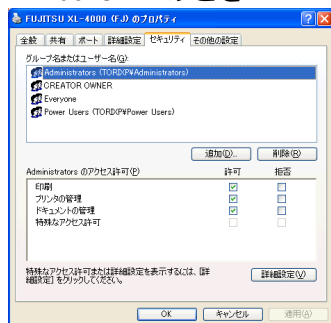 FUJITSU XL-4000 (FJ) のプロパティ
全般 共有 ポート 詳細設定 セキュリティ その他の設定
グループ名またはユーザー名(G):
Administrators (TORDXP¥Administrators)
CREATOR OWNER
Everyone
Power Users (TORDXP¥Power Users)
追加(D)... 削除(R)
Administrators のアクセス許可(P) 許可 拒否
印刷
プリンタの管理
ドキュメントの管理
特殊なアクセス許可
特殊なアクセス許可または詳細設定を表示するには、[詳
細設定] をクリックしてください。 詳細設定(V)
OK キャンセル 適用(A)